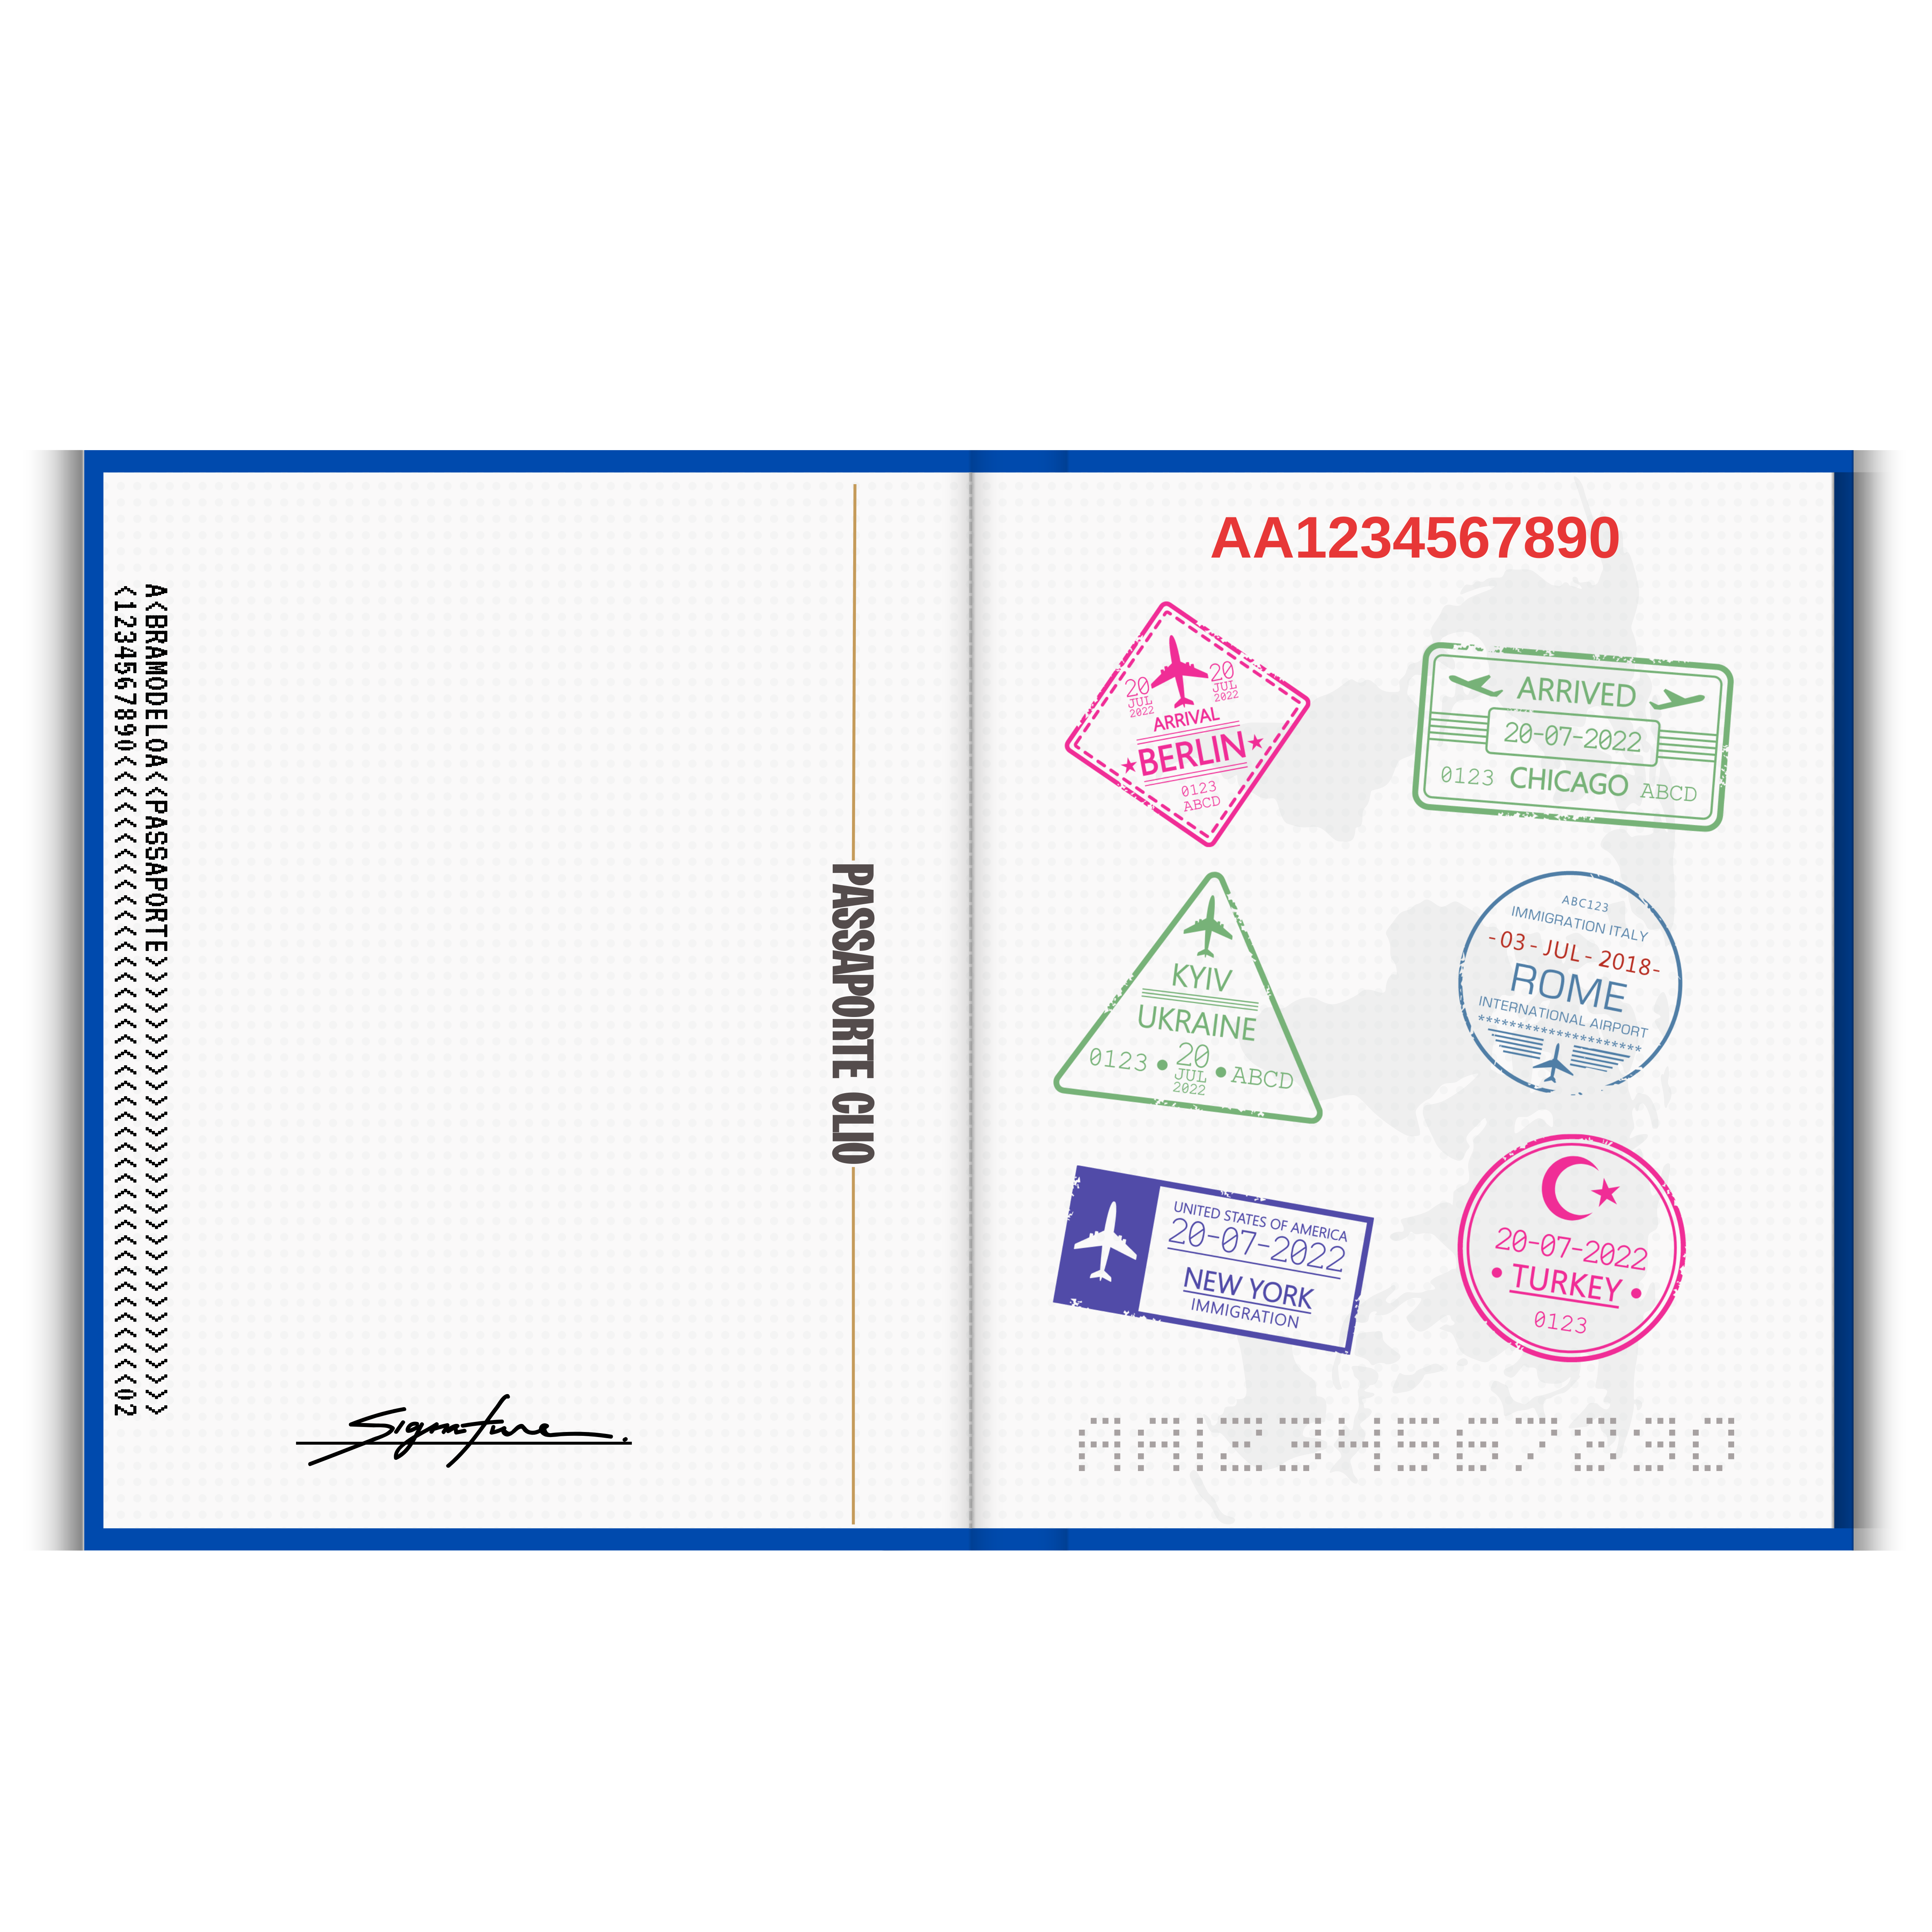 A<BRAMODELOA<<PASSAPORTE>>>>>>>>>>>>>>>>>>>>>>>>>>>>>>
<1234567890<<<<<<<<<<<<<<<<<<<<<<<<<<<<<<<<<<<<<<<<<02
PASSAPORTE CLIO
Signature
AA1234567890
20 JUL 2022
20 JUL 2022
ARRIVAL
BERLIN
0123
ABCD
ARRIVED
20-07-2022
0123 CHICAGO ABCD
KYIV
UKRAINE
0123 • 20 JUL 2022 • ABCD
ABC123
IMMIGRATION ITALY
-03- JUL - 2018-
ROME
INTERNATIONAL AIRPORT
********************
UNITED STATES OF AMERICA
20-07-2022
NEW YORK
IMMIGRATION
20-07-2022
• TURKEY •
0123